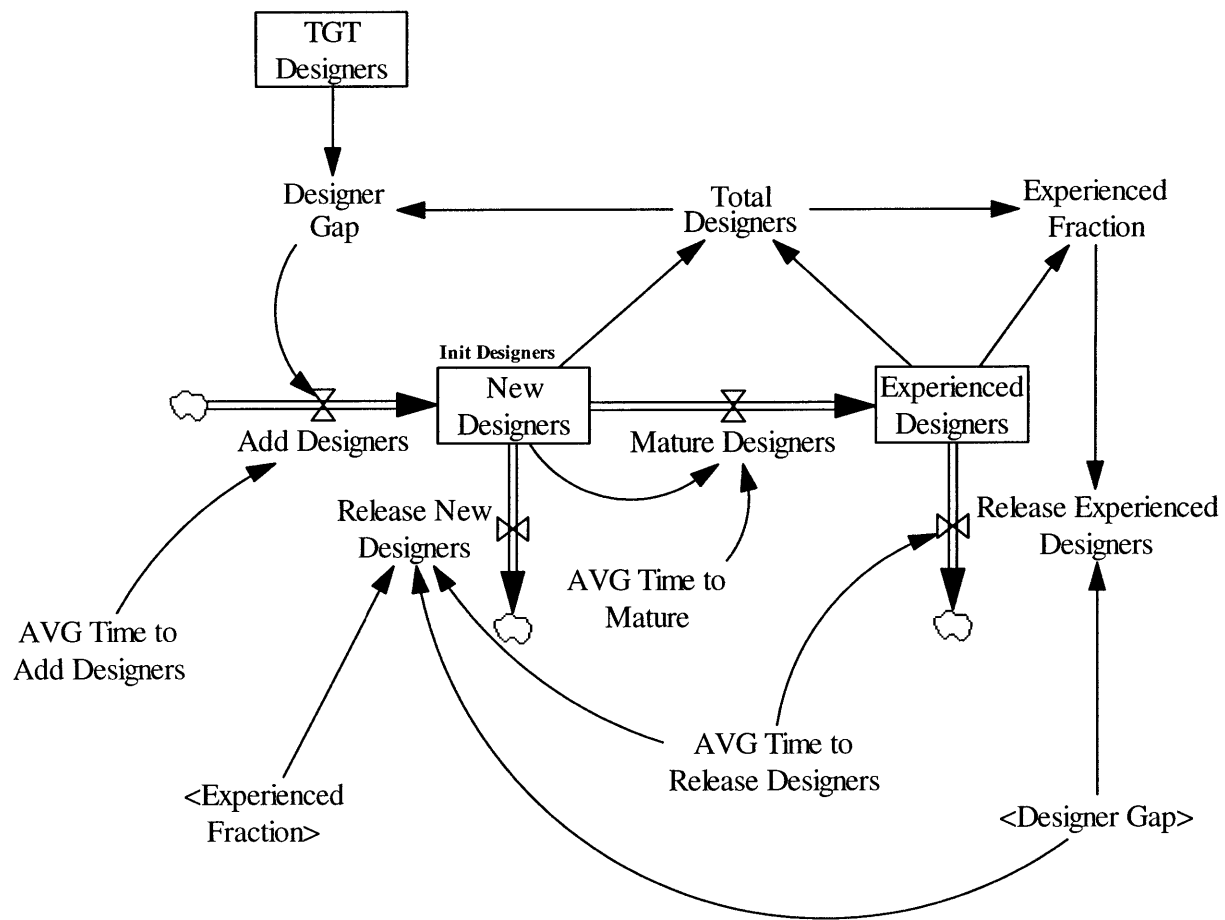 TGT
Designers
Designer
Gap
Total
Designers
Experienced
Fraction
Init Designers
New
Designers
Experienced
Designers
Add Designers
Mature Designers
Release New
Designers
Release Experienced
Designers
AVG Time to
Mature
AVG Time to
Add Designers
AVG Time to
Release Designers
<Experienced
Fraction>
<Designer Gap>